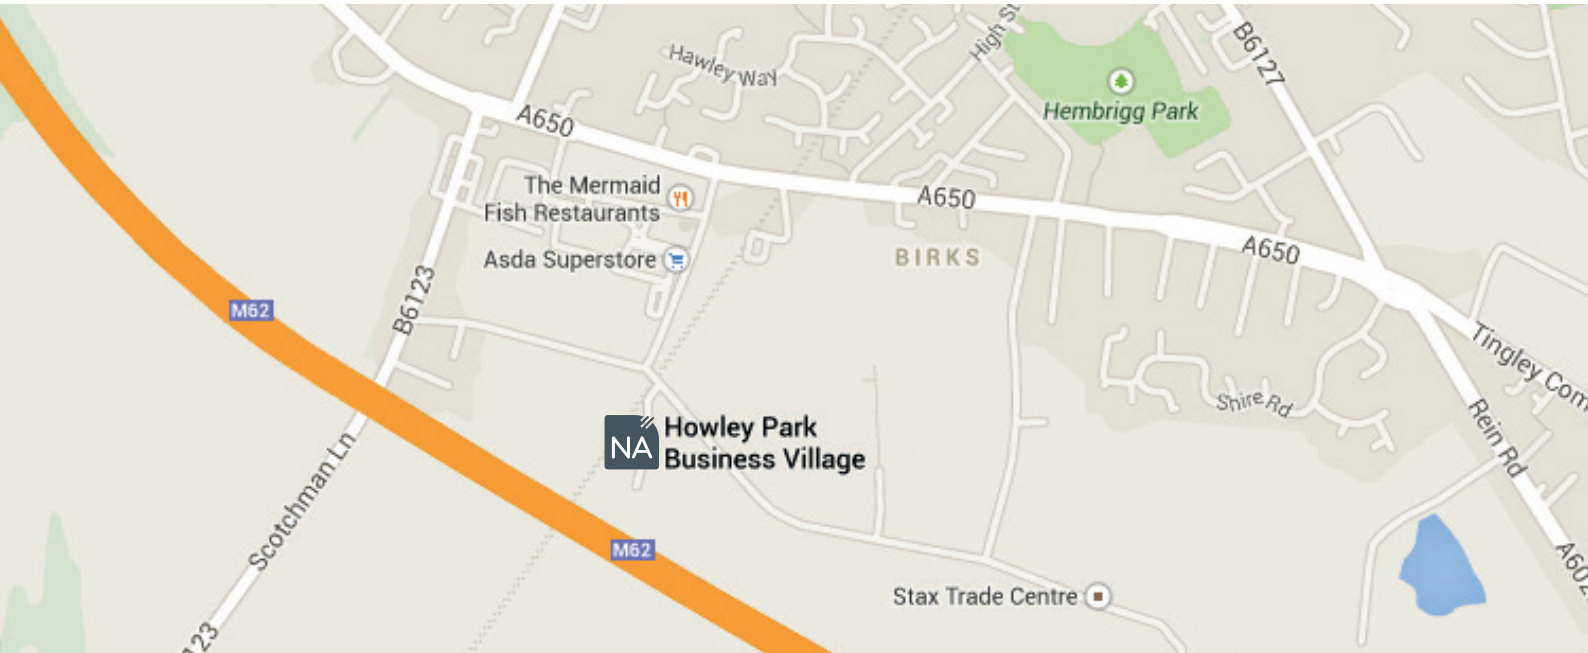 High St
B6127
Hawley Way
Hembrigg Park
A650
The Mermaid
Fish Restaurants
A650
BIRKS
A650
Asda Superstore
B6123
M62
Tingley Com
Shire Rd
Rein Rd
NA
Howley Park
Business Village
Scotchman Ln
M62
A602
Stax Trade Centre
123